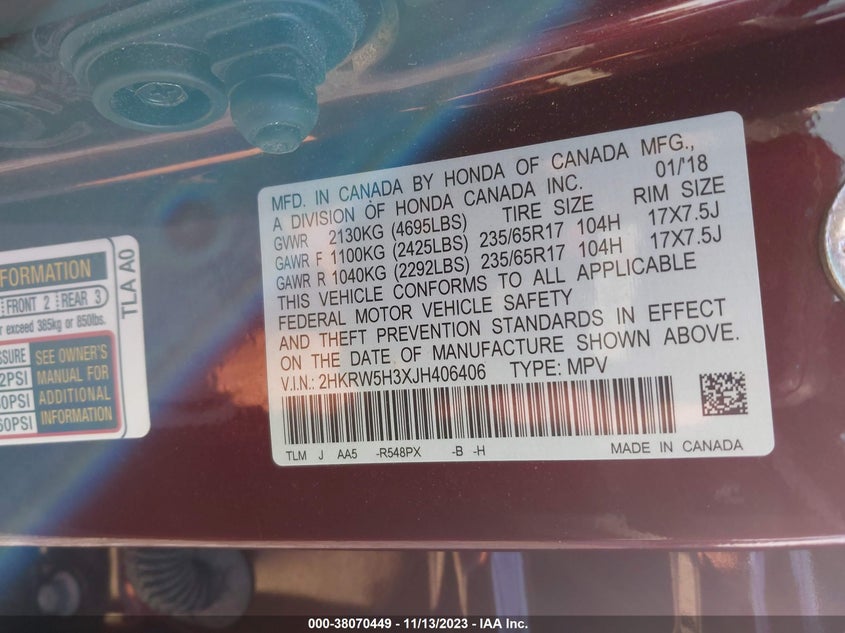 MFD. IN CANADA BY HONDA OF CANADA MFG.,
A DIVISION OF HONDA CANADA INC. 01/'18
GVWR 2130KG (4695LBS) TIRE SIZE RIM SIZE
GAWR F 1100KG (2425LBS) 235/65R17 104H 17X7.5J
GAWR R 1040KG (2292LBS) 235/65R17 104H 17X7.5J
THIS VEHICLE CONFORMS TO ALL APPLICABLE
FEDERAL MOTOR VEHICLE SAFETY
AND THEFT PREVENTION STANDARDS IN EFFECT
ON THE DATE OF MANUFACTURE SHOWN ABOVE.
V.I.N.: 2HKRW5H3XJH406406 TYPE: MPV
TLM J AA5 -R548PX -B -H MADE IN CANADA
FRONT 2 REAR 3
exceed 385kg or 850lbs.
SEE OWNER'S
MANUAL FOR
ADDITIONAL
INFORMATION
TLA A0
000-38070449 - 11/13/2023 - IAA Inc.